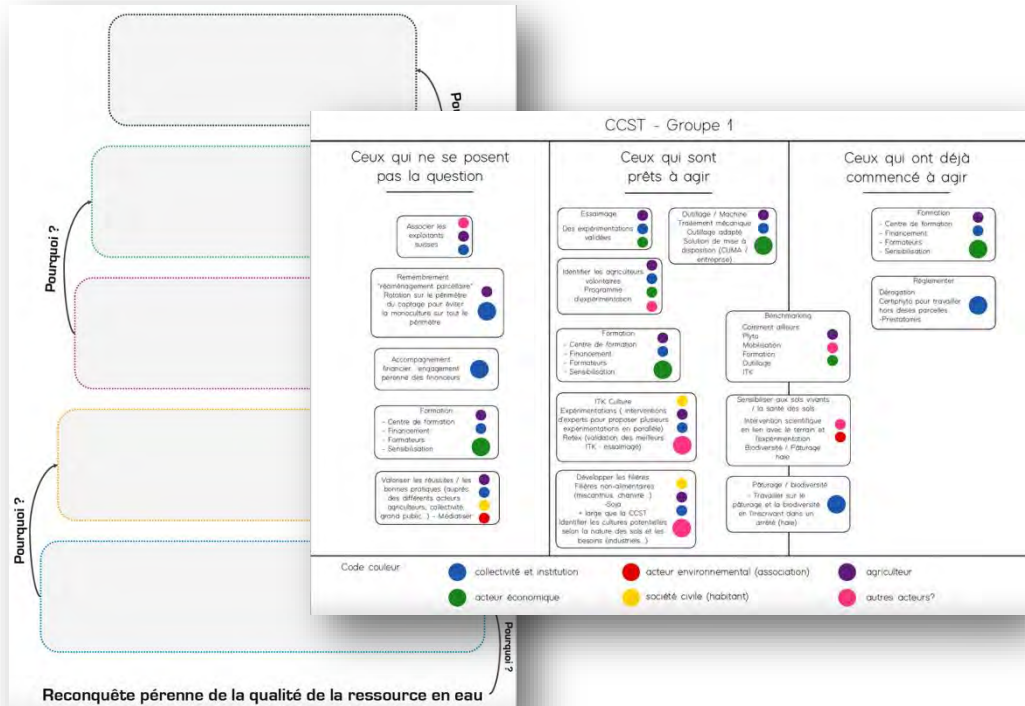 Pourquoi ?
Pourquoi ?
Pourquoi ?
Reconquête pérenne de la qualité de la ressource en eau
CCST - Groupe 1
Ceux qui ne se posent
pas la question
Associer les
exploitants
suisses
Remembrement
"réaménagement parcellaire"
Rotation sur le périmètre
du captage pour éviter
la monoculture sur tout le
périmètre
Accompagnement
financier : engagement
pérenne des financeurs
Formation
- Centre de formation
- Financement
- Formateurs
- Sensibilisation
Valoriser les réussites / les
bonnes pratiques (auprès
des différents acteurs :
agriculteurs, collectivité,
grand public...) - Médiatiser
Ceux qui sont
prêts à agir
Essaimage
Des expérimentations
validées
Outillage / Machine
Traitement mécanique
Outillage adapté
Solution de mise à
disposition (CUMA /
entreprise)
Identifier les agriculteurs
volontaires
Programme
d'expérimentation
Formation
- Centre de formation
- Financement
- Formateurs
- Sensibilisation
ITK Culture
Expérimentations ( interventions
d'experts pour proposer plusieurs
expérimentations en parallèle)
Retex (validation des meilleurs
ITK - essaimage)
Développer les filières
Filières non-alimentaires
(miscanthus, chanvre...)
-Soja
+ large que la CCST
Identifier les cultures potentielles
selon la nature des sols et les
besoins (industriels...)
Ceux qui ont déjà
commencé à agir
Formation
- Centre de formation
- Financement
- Formateurs
- Sensibilisation
Réglementer
Dérogation
Certiphyto pour travailler
hors de ses parcelles
-Prestataires
Benchmarking
Comment ailleurs
Phyto
Mobilisation
Formation
Outillage
ITK
Sensibiliser aux sols vivants
/ la santé des sols
Intervention scientifique
en lien avec le terrain et
l'expérimentation
Biodiversité / Pâturage
haie
Pâturage / biodiversité
- Travailler sur le
pâturage et la biodiversité
en l'inscrivant dans un
arrêté (haie)
Code couleur
collectivité et institution
acteur environnemental (association)
agriculteur
acteur économique
société civile (habitant)
autres acteurs?